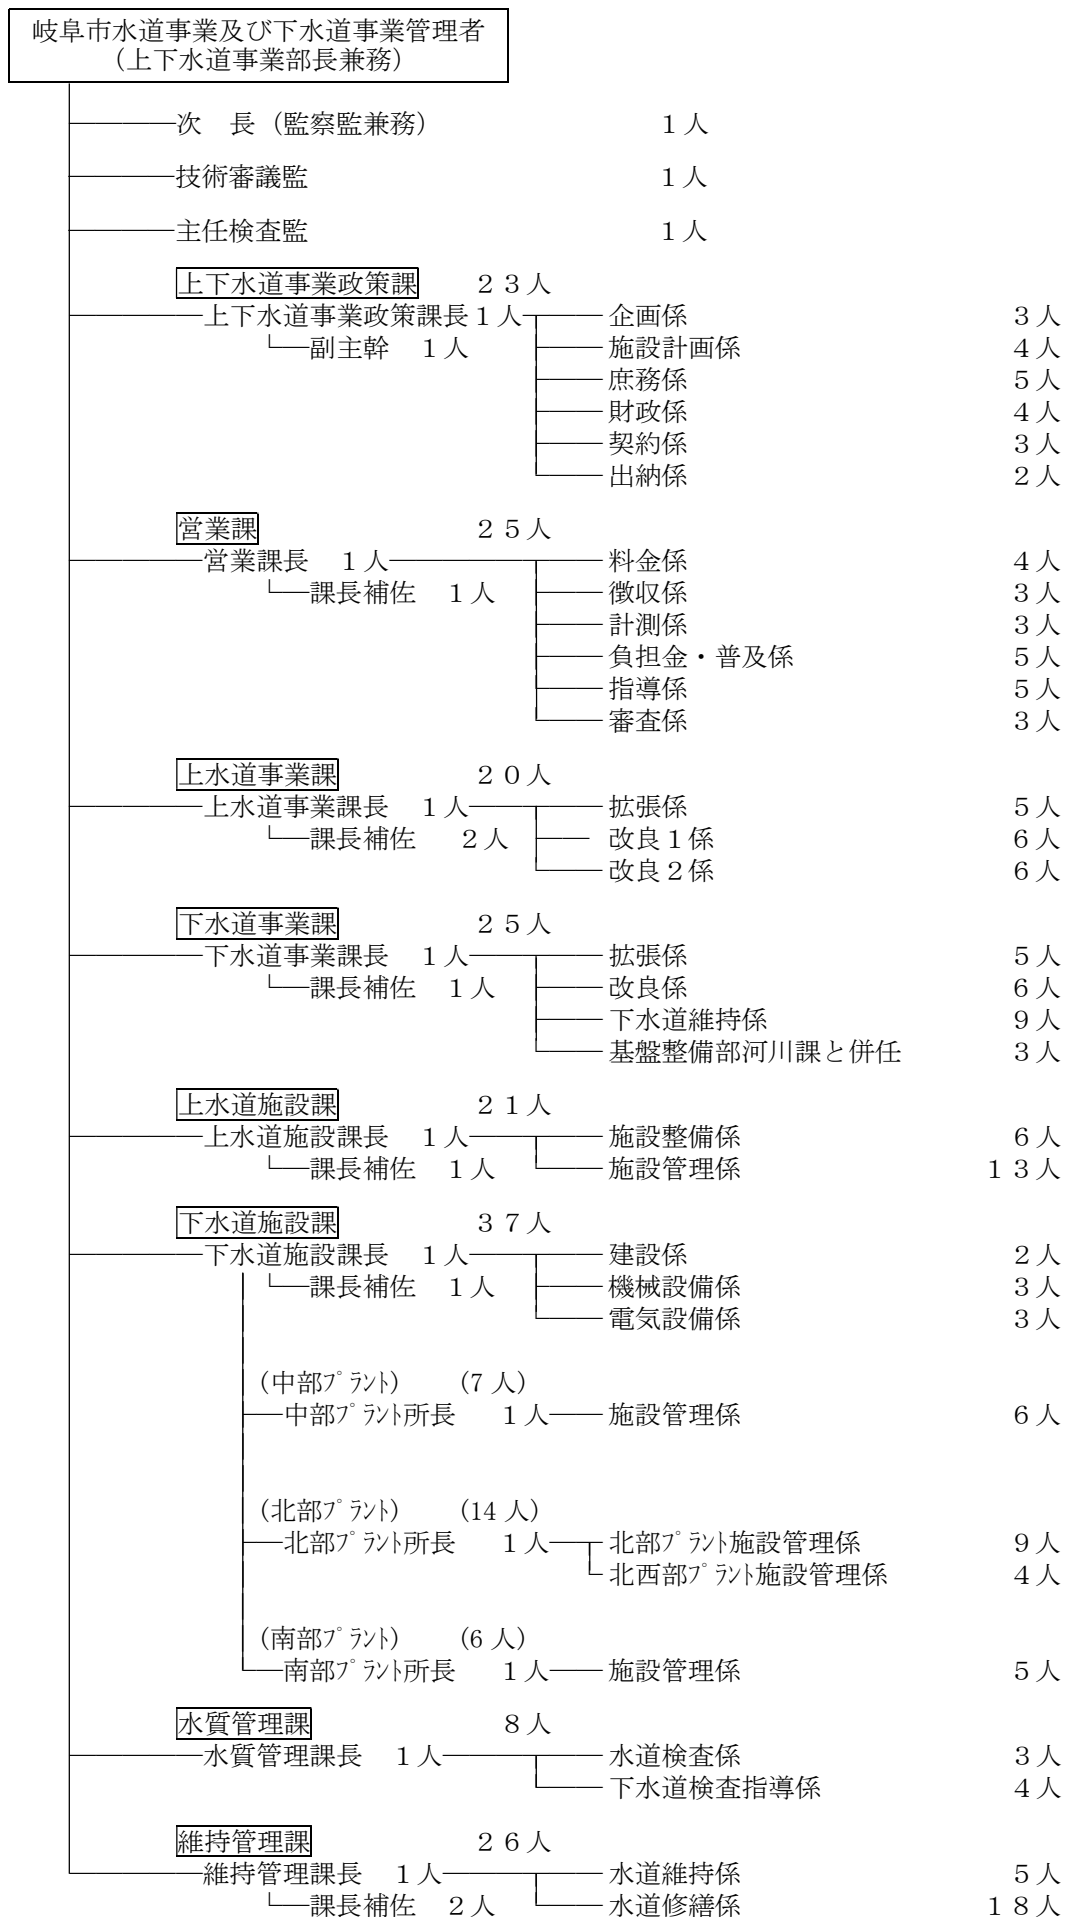 岐阜市水道事業及び下水道事業管理者
(上下水道事業部長兼務)
次　長（監察監兼務）　１人
技術審議監　１人
主任検査監　１人
上下水道事業政策課　２３人
上下水道事業政策課長１人　企画係　３人
副主幹　１人　施設計画係　４人
庶務係　５人
財政係　４人
契約係　３人
出納係　２人
営業課　２５人
営業課長　１人　料金係　４人
課長補佐　１人　徴収係　３人
計測係　３人
負担金・普及係　５人
指導係　５人
審査係　３人
上水道事業課　２０人
上水道事業課長　１人　拡張係　５人
課長補佐　２人　改良１係　６人
改良２係　６人
下水道事業課　２５人
下水道事業課長　１人　拡張係　５人
課長補佐　１人　改良係　６人
下水道維持係　９人
基盤整備部河川課と併任　３人
上水道施設課　２１人
上水道施設課長　１人　施設整備係　６人
課長補佐　１人　施設管理係　１３人
下水道施設課　３７人
下水道施設課長　１人　建設係　２人
課長補佐　１人　機械設備係　３人
電気設備係　３人
(中部ﾌﾟﾗﾝﾄ)　(7人)
中部ﾌﾟﾗﾝﾄ所長　１人　施設管理係　６人
(北部ﾌﾟﾗﾝﾄ)　(14人)
北部ﾌﾟﾗﾝﾄ所長　１人　北部ﾌﾟﾗﾝﾄ施設管理係　９人
北西部ﾌﾟﾗﾝﾄ施設管理係　４人
(南部ﾌﾟﾗﾝﾄ)　(6人)
南部ﾌﾟﾗﾝﾄ所長　１人　施設管理係　５人
水質管理課　８人
水質管理課長　１人　水道検査係　３人
下水道検査指導係　４人
維持管理課　２６人
維持管理課長　１人　水道維持係　５人
課長補佐　２人　水道修繕係　１８人